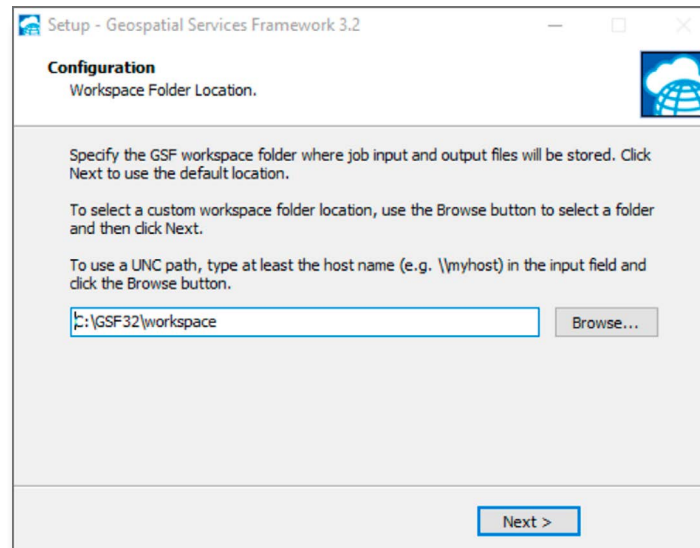 Setup - Geospatial Services Framework 3.2
Configuration
Workspace Folder Location.
Specify the GSF workspace folder where job input and output files will be stored. Click
Next to use the default location.
To select a custom workspace folder location, use the Browse button to select a folder
and then click Next.
To use a UNC path, type at least the host name (e.g. \\myhost) in the input field and
click the Browse button.
C:\GSF32\workspace
Browse...
Next >